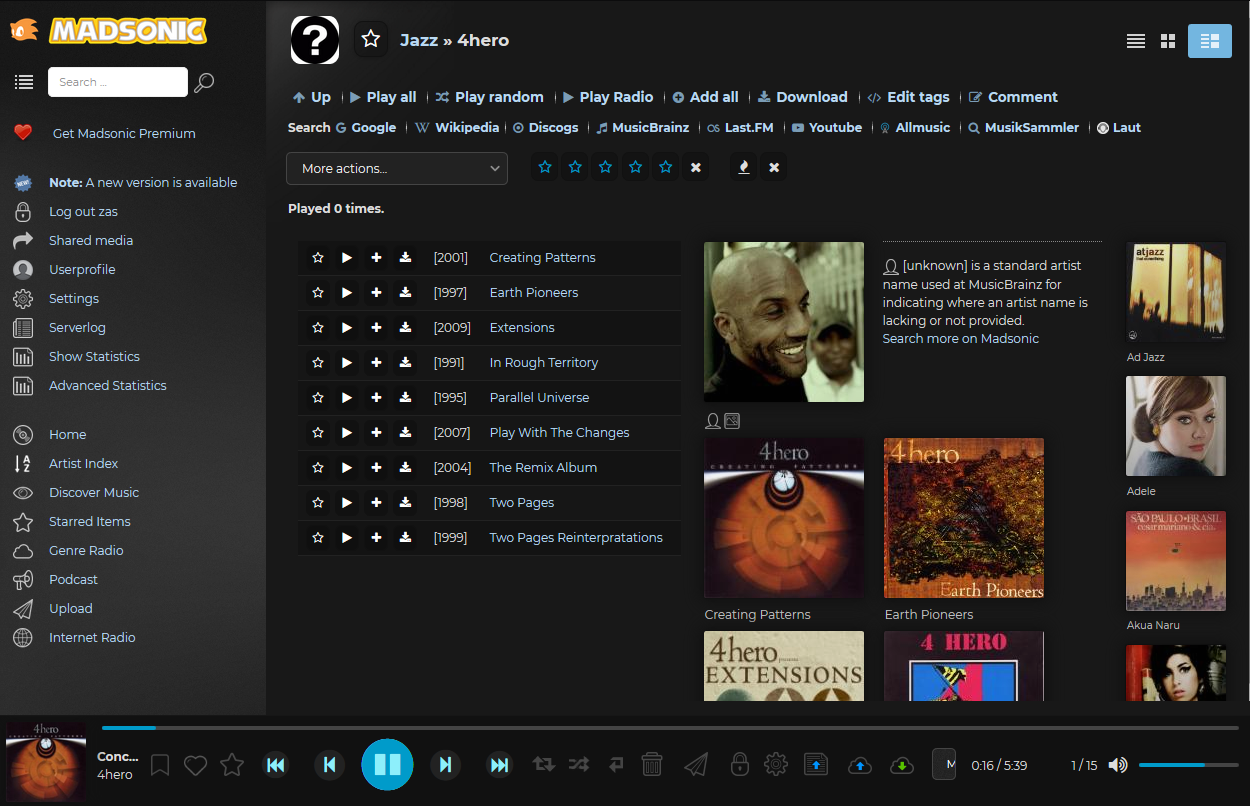 MADSONIC
Search ...
Get Madsonic Premium
NEW!
Note: A new version is available
Log out zas
Shared media
Userprofile
Settings
Serverlog
Show Statistics
Advanced Statistics
Home
Artist Index
Discover Music
Starred Items
Genre Radio
Podcast
Upload
Internet Radio
?
Jazz » 4hero
Up | Play all | Play random | Play Radio | Add all | Download | Edit tags | Comment
Search Google | Wikipedia | Discogs | MusicBrainz | Last.FM | Youtube | Allmusic | MusikSammler | Laut
More actions...
Played 0 times.
[2001] Creating Patterns
[1997] Earth Pioneers
[2009] Extensions
[1991] In Rough Territory
[1995] Parallel Universe
[2007] Play With The Changes
[2004] The Remix Album
[1998] Two Pages
[1999] Two Pages Reinterpratations
[unknown] is a standard artist
name used at MusicBrainz for
indicating where an artist name is
lacking or not provided.
Search more on Madsonic
4hero
CREATING PATTERNS
Creating Patterns
4hero
Earth Pioneers
Earth Pioneers
4hero presents
EXTENSIONS
4 HERO
atjazz
Ad Jazz
Adele
SÃO PAULO•BRASIL
cesar mariano & cia.
Akua Naru
4hero
Conc...
4hero
M
0:16 / 5:39
1 / 15